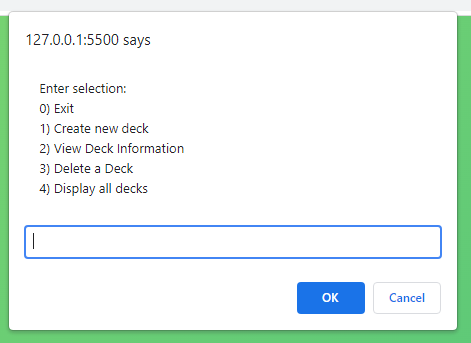 127.0.0.1:5500 says
Enter selection:
0) Exit
1) Create new deck
2) View Deck Information
3) Delete a Deck
4) Display all decks
OK
Cancel